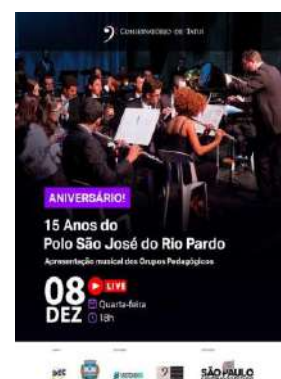 CONSERVATÓRIO DE TATUÍ
ANIVERSÁRIO!
15 Anos do
Polo São José do Rio Pardo
Apresentação musical dos Grupos Pedagógicos
08
DEZ
LIVE
Quarta-feira
18h
SÃO PAULO